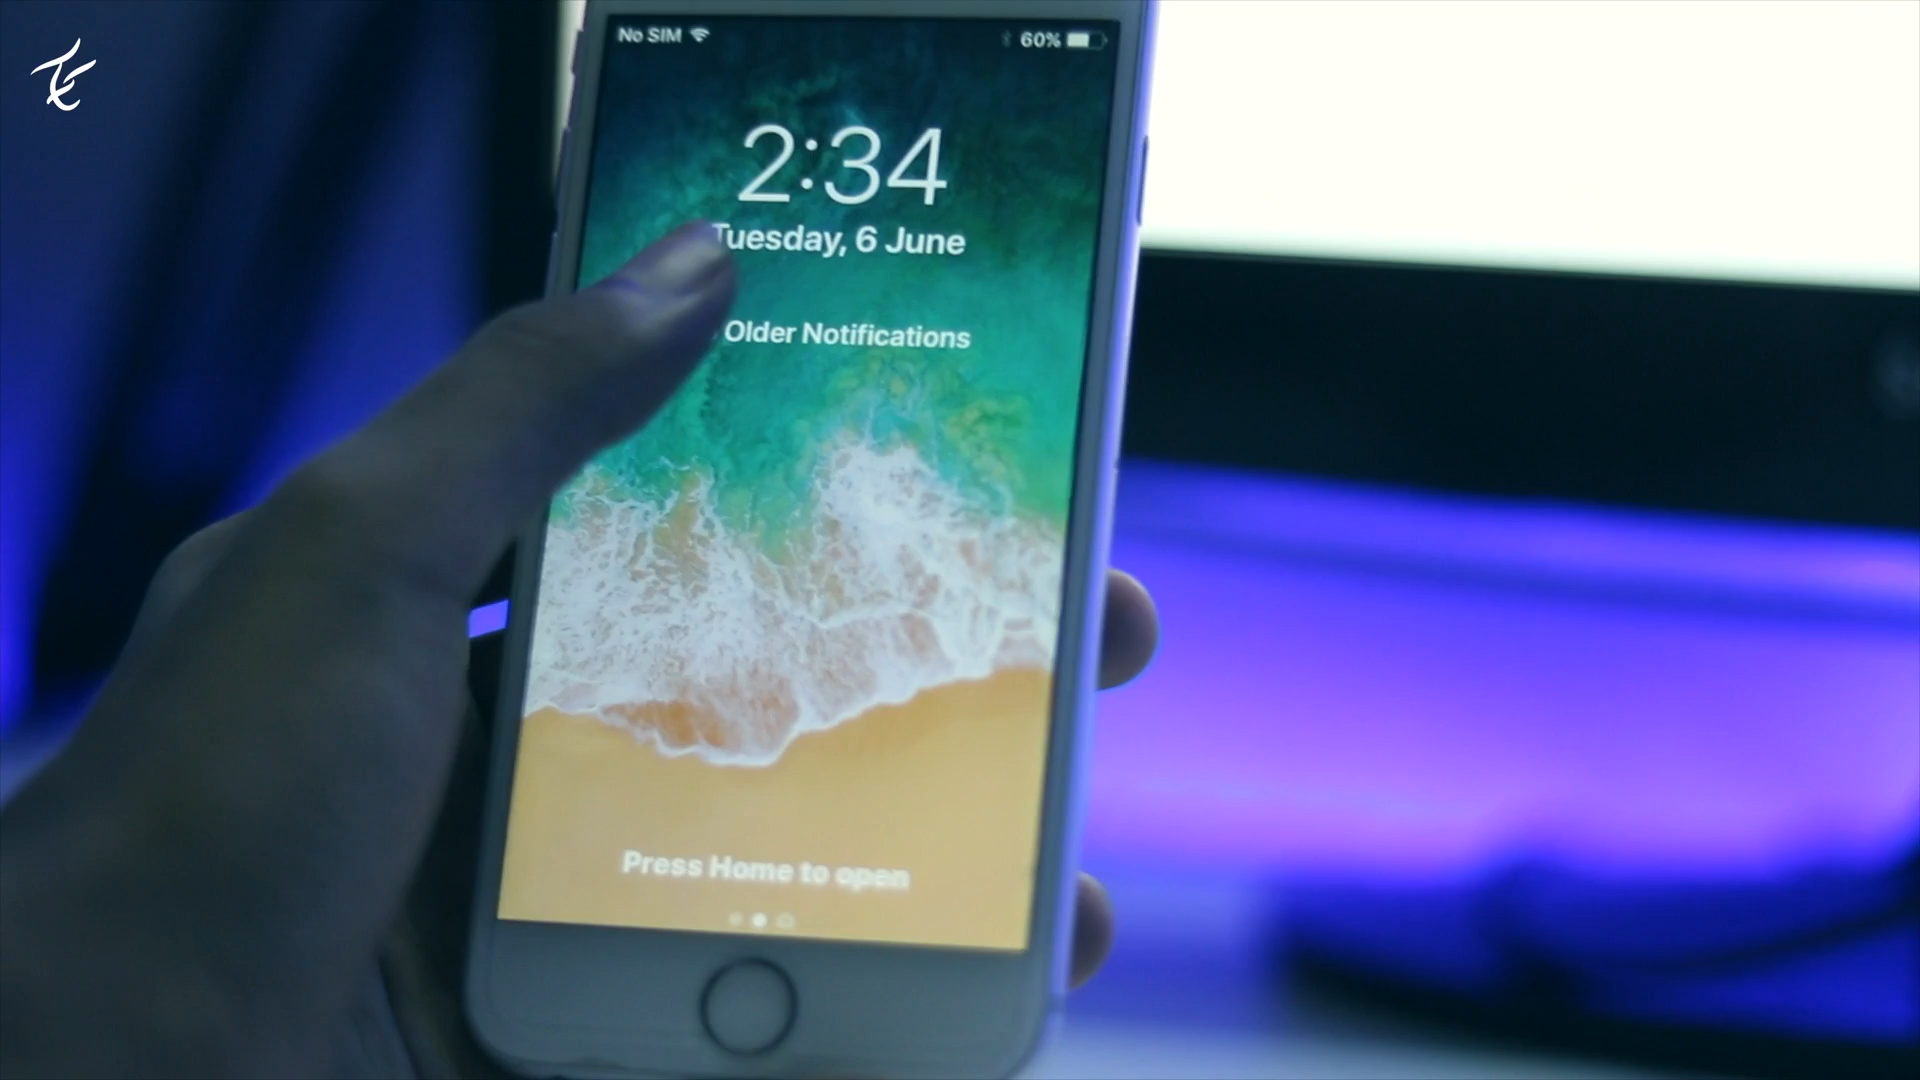 No SIM 60%
2:34
Tuesday, 6 June
Older Notifications
Press Home to open